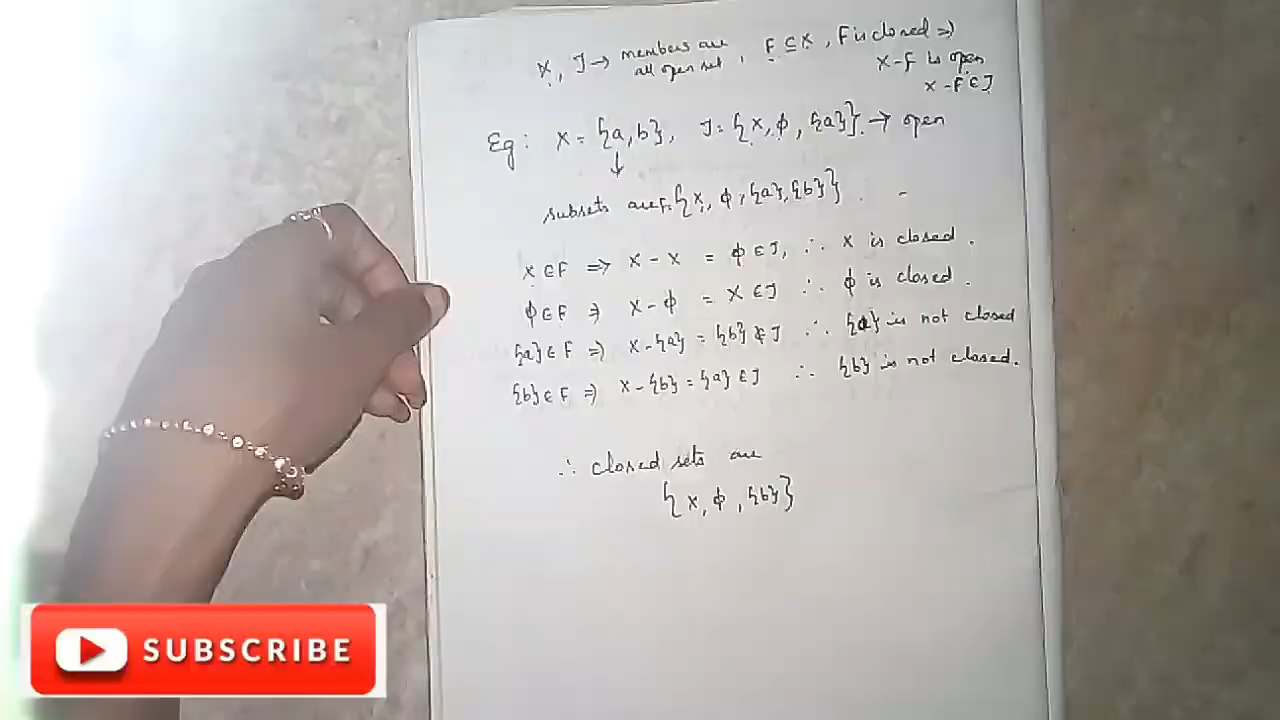 X, J → members are all open set, F ⊆ X, F is closed ⇒
X - F is open
X - F ∈ J
Eg: X = {a, b}, J = {X, ϕ, {a}} → open
↓
subsets are F {X, ϕ, {a}, {b}}.
X ∈ F ⇒ X - X = ϕ ∈ J, ∴ X is closed.
ϕ ∈ F ⇒ X - ϕ = X ∈ J ∴ ϕ is closed.
{a} ∈ F ⇒ X - {a} = {b} ∉ J ∴ {a} is not closed
{b} ∈ F ⇒ X - {b} = {a} ∈ J ∴ {b} is not closed.
∴ closed sets are
{X, ϕ, {b}}
SUBSCRIBE